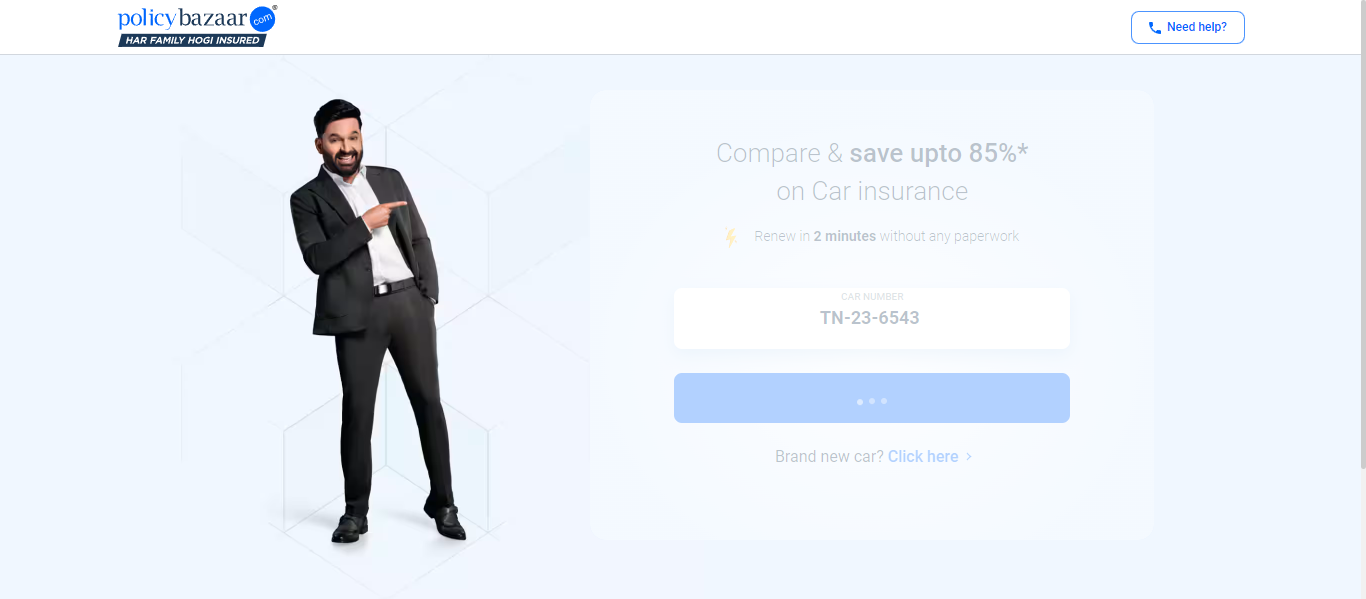 policybazaar com®
HAR FAMILY HOGI INSURED
Need help?
Compare & save upto 85%*
on Car insurance
Renew in 2 minutes without any paperwork
CAR NUMBER
TN-23-6543
Brand new car? Click here >